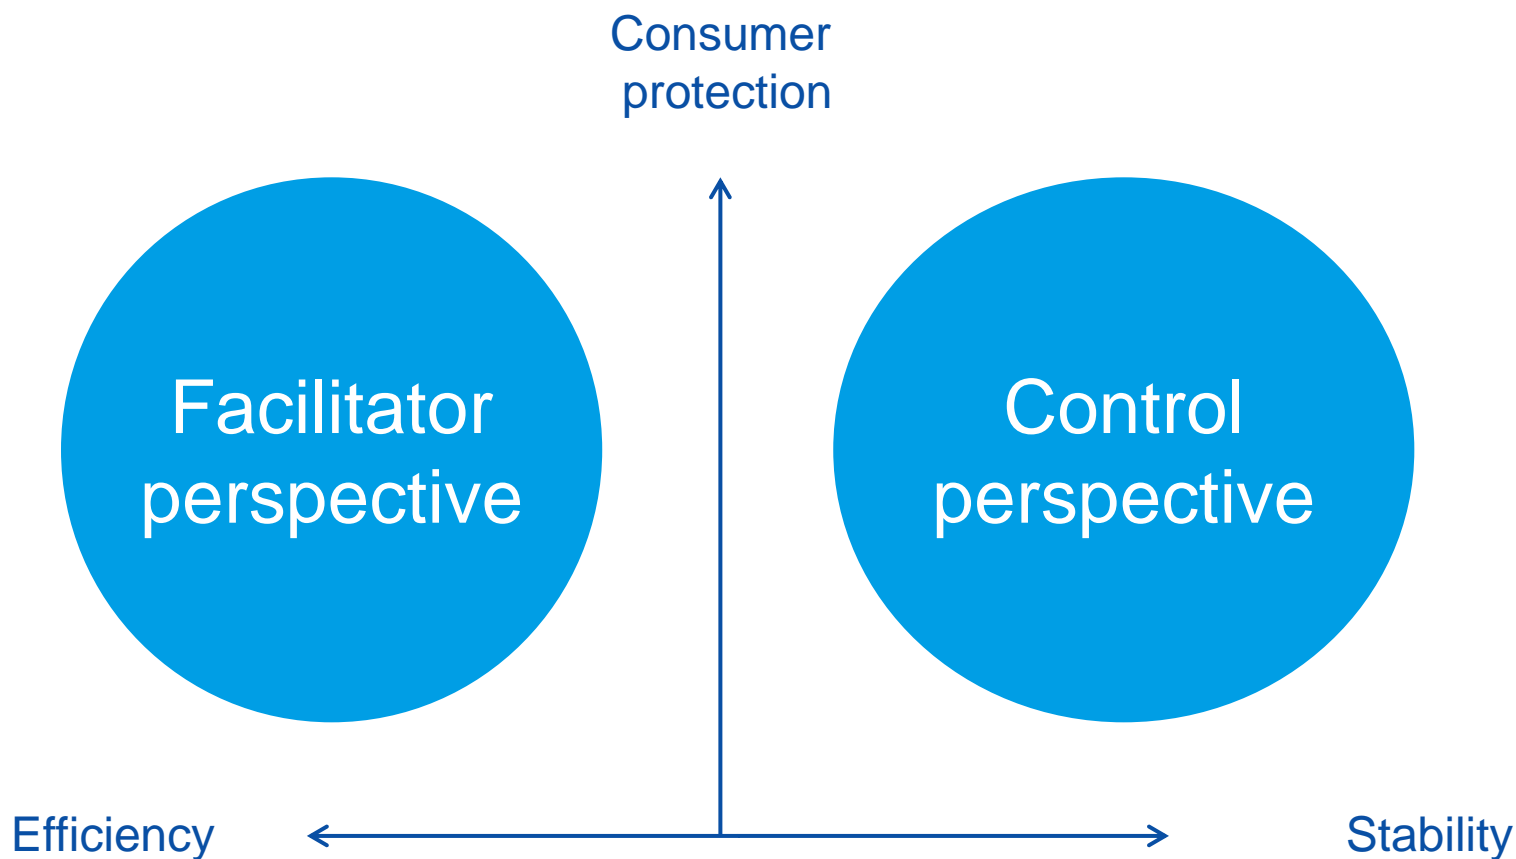 Consumer
protection
Facilitator
perspective
Control
perspective
Efficiency
Stability